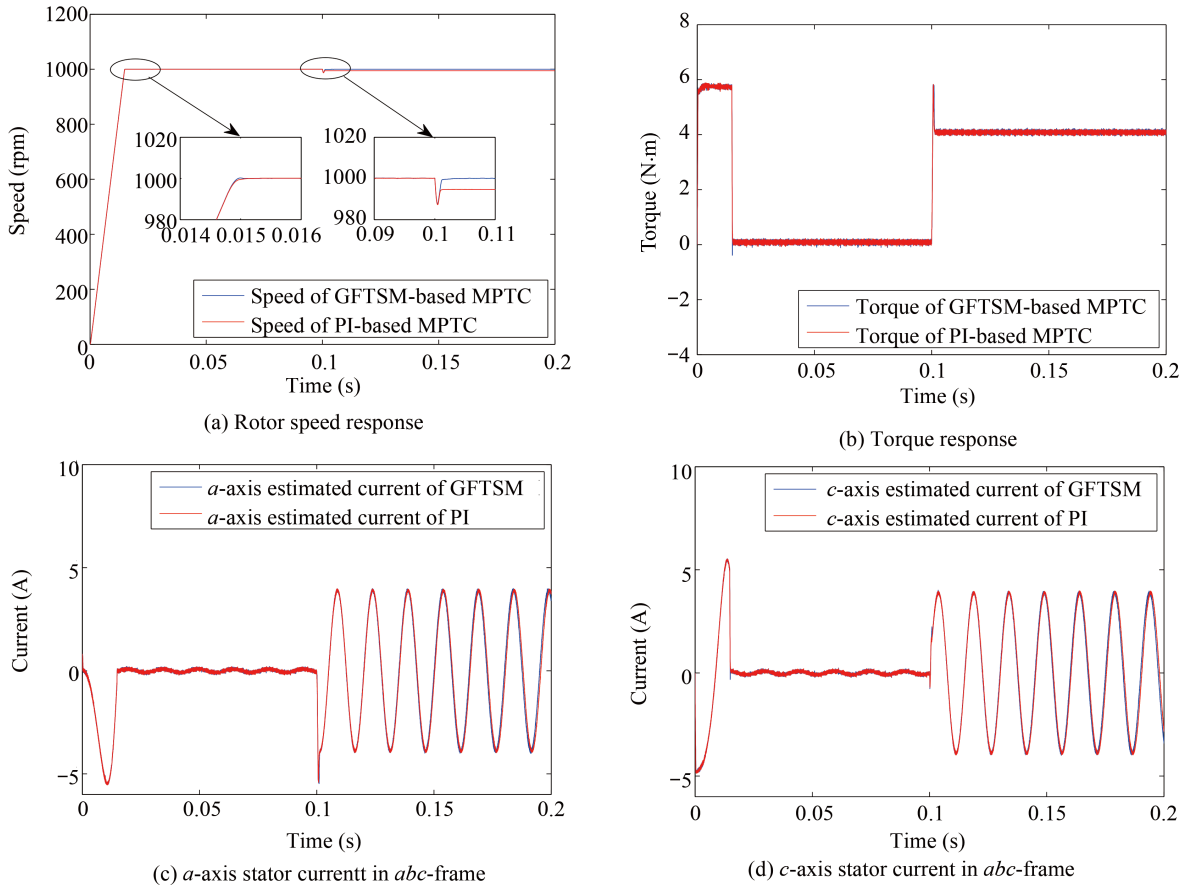 1200
1000
800
600
400
200
0
Speed (rpm)
1020
1000
980
0.014
0.015
0.016
1020
1000
980
0.09
0.1
0.11
Speed of GFTSM-based MPTC
Speed of PI-based MPTC
0
0.05
0.1
0.15
0.2
Time (s)
(a) Rotor speed response
8
6
4
2
0
−2
−4
Torque (N·m)
Torque of GFTSM-based MPTC
Torque of PI-based MPTC
0
0.05
0.1
0.15
0.2
Time (s)
(b) Torque response
10
5
0
−5
Current (A)
a-axis estimated current of GFTSM
a-axis estimated current of PI
0
0.05
0.1
0.15
0.2
Time (s)
(c) a-axis stator currentt in abc-frame
10
5
0
−5
Current (A)
c-axis estimated current of GFTSM
c-axis estimated current of PI
0
0.05
0.1
0.15
0.2
Time (s)
(d) c-axis stator current in abc-frame